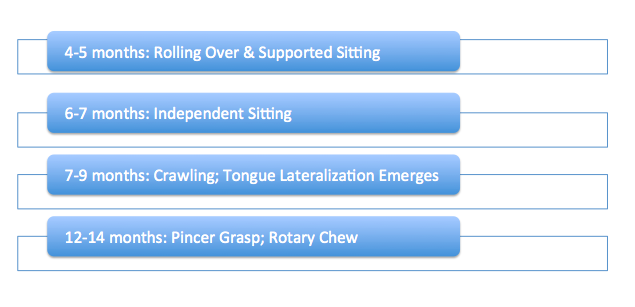 4-5 months: Rolling Over & Supported Sitting
6-7 months: Independent Sitting
7-9 months: Crawling; Tongue Lateralization Emerges
12-14 months: Pincer Grasp; Rotary Chew